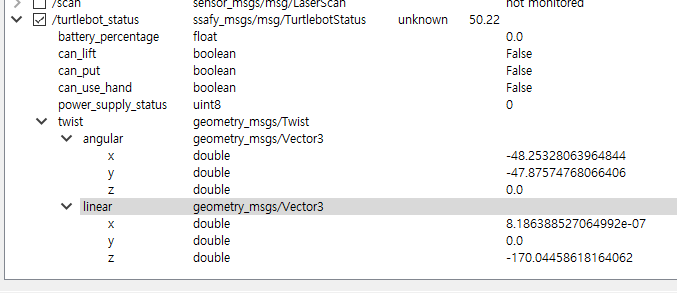 /scan sensor_msgs/msg/LaserScan not monitored
/turtlebot_status ssafy_msgs/msg/TurtlebotStatus unknown 50.22
battery_percentage float 0.0
can_lift boolean False
can_put boolean False
can_use_hand boolean False
power_supply_status uint8 0
twist geometry_msgs/Twist
angular geometry_msgs/Vector3
x double -48.25328063964844
y double -47.87574768066406
z double 0.0
linear geometry_msgs/Vector3
x double 8.186388527064992e-07
y double 0.0
z double -170.04458618164062